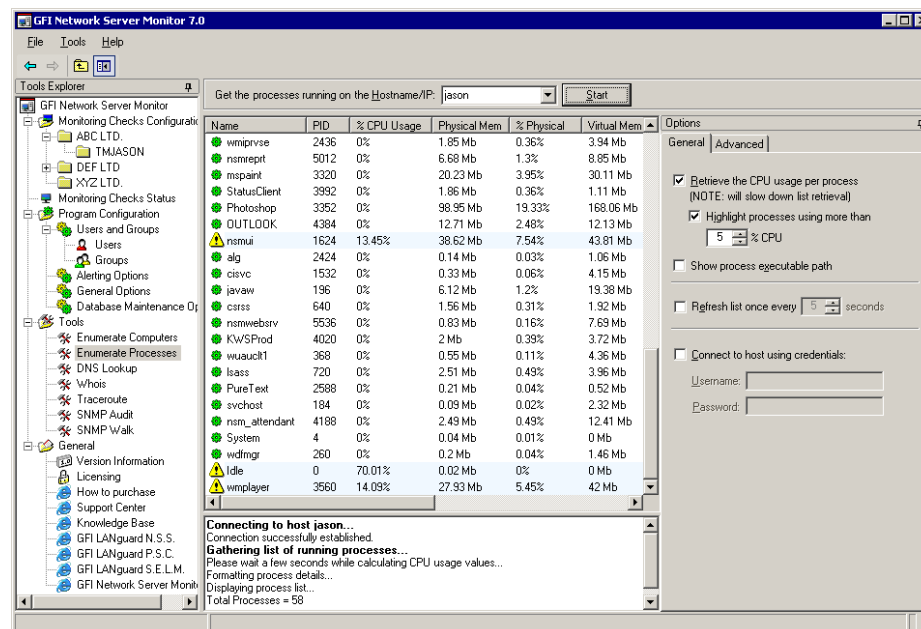 GFI Network Server Monitor 7.0
File Tools Help
Tools Explorer
GFI Network Server Monitor
Monitoring Checks Configuratic
ABC LTD.
TMJASON
DEF LTD
XYZ LTD.
Monitoring Checks Status
Program Configuration
Users and Groups
Users
Groups
Alerting Options
General Options
Database Maintenance Op
Tools
Enumerate Computers
Enumerate Processes
DNS Lookup
Whois
Traceroute
SNMP Audit
SNMP Walk
General
Version Information
Licensing
How to purchase
Support Center
Knowledge Base
GFI LANguard N.S.S.
GFI LANguard P.S.C.
GFI LANguard S.E.L.M.
GFI Network Server Monit
Get the processes running on the Hostname/IP: jason Start
Name PID % CPU Usage Physical Mem % Physical Virtual Mem
wmiprvse 2436 0% 1.85 Mb 0.36% 3.94 Mb
nsmreprt 5012 0% 6.68 Mb 1.3% 8.85 Mb
mspaint 3320 0% 20.23 Mb 3.95% 30.11 Mb
StatusClient 3992 0% 1.86 Mb 0.36% 1.11 Mb
Photoshop 3352 0% 98.95 Mb 19.33% 168.06 Mb
OUTLOOK 4384 0% 12.71 Mb 2.48% 12.13 Mb
nsmui 1624 13.45% 38.62 Mb 7.54% 43.81 Mb
alg 2424 0% 0.14 Mb 0.03% 1.06 Mb
cisvc 1532 0% 0.33 Mb 0.06% 4.15 Mb
javaw 196 0% 6.12 Mb 1.2% 19.38 Mb
csrss 640 0% 1.56 Mb 0.31% 1.92 Mb
nsmwebsrv 5536 0% 0.83 Mb 0.16% 7.69 Mb
KWSProd 4020 0% 2 Mb 0.39% 3.72 Mb
wuauclt1 368 0% 0.55 Mb 0.11% 4.36 Mb
lsass 720 0% 2.51 Mb 0.49% 3.96 Mb
PureText 2588 0% 0.21 Mb 0.04% 0.52 Mb
svchost 184 0% 0.09 Mb 0.02% 2.32 Mb
nsm_attendant 4188 0% 2.49 Mb 0.49% 12.41 Mb
System 4 0% 0.04 Mb 0.01% 0 Mb
wdfmgr 260 0% 0.2 Mb 0.04% 1.46 Mb
Idle 0 70.01% 0.02 Mb 0% 0 Mb
wmplayer 3560 14.09% 27.93 Mb 5.45% 42 Mb
Connecting to host jason...
Connection successfully established.
Gathering list of running processes...
Please wait a few seconds while calculating CPU usage values...
Formatting process details...
Displaying process list...
Total Processes = 58
Options
General Advanced
Retrieve the CPU usage per process
(NOTE: will slow down list retrieval)
Highlight processes using more than
5 % CPU
Show process executable path
Refresh list once every 5 seconds
Connect to host using credentials:
Username:
Password: